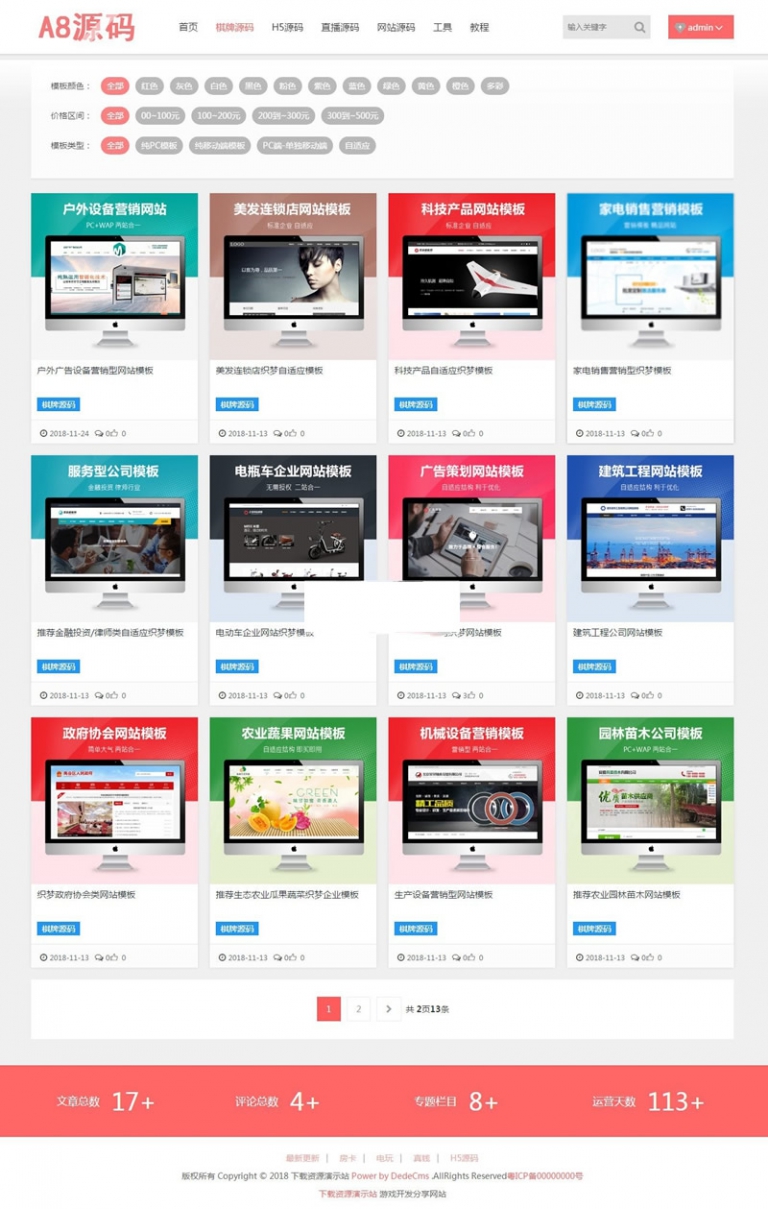 A8源码 首页 棋牌源码 H5源码 直播源码 网站源码 工具 教程 输入关键字 admin
模板颜色： 全部 红色 灰色 白色 黑色 粉色 紫色 蓝色 绿色 黄色 橙色 多彩
价格区间： 全部 00~100元 100~200元 200到~300元 300到~500元
模板类型： 全部 纯PC模板 纯移动端模板 PC端-单独移动端 自适应
户外设备营销网站 美发连锁店网站模板 科技产品网站模板 家电销售营销模板
PC+WAP 两站合一 标准企业 自适应 标准企业 自适应 营销模板
户外广告设备营销型网站模板 美发连锁店织梦自适应模板 科技产品自适应织梦模板 家电销售营销型织梦模板
棋牌源码 棋牌源码 棋牌源码 棋牌源码
2018-11-24 0 0 2018-11-13 0 0 2018-11-13 0 0 2018-11-13 0 0
服务型公司模板 电瓶车企业网站模板 广告策划网站模板 建筑工程网站模板
金融投资 律师行业 无需授权 二站合一 自适应结构 利于优化 自适应结构 利于优化
推荐金融投资/律师类自适应织梦模板 电动车企业网站织梦模 梦网站模板 建筑工程公司网站模板
棋牌源码 棋牌源码 棋牌源码 棋牌源码
2018-11-13 0 0 2018-11-13 0 0 2018-11-13 3 0 2018-11-13 0 0
政府协会网站模板 农业蔬果网站模板 机械设备营销模板 园林苗木公司模板
简单大气 两站合一 自适应结构 即买即用 营销型 两站合一 PC+WAP 两站合一
GREEN
精工品质
优质 苗木供应商
织梦政府协会类网站模板 推荐生态农业瓜果蔬菜织梦企业模板 生产设备营销型网站模板 推荐农业园林苗木网站模板
棋牌源码 棋牌源码 棋牌源码 棋牌源码
2018-11-13 0 0 2018-11-13 0 0 2018-11-13 0 0 2018-11-13 0 0
1 2 共 2页13条
文章总数 17+ 评论总数 4+ 专题栏目 8+ 运营天数 113+
最新更新 | 房卡 | 电玩 | 真钱 | H5源码
版权所有 Copyright © 2018 下载资源演示站 Power by DedeCms .AllRights Reserved粤ICP备00000000号
下载资源演示站 游戏开发分享网站